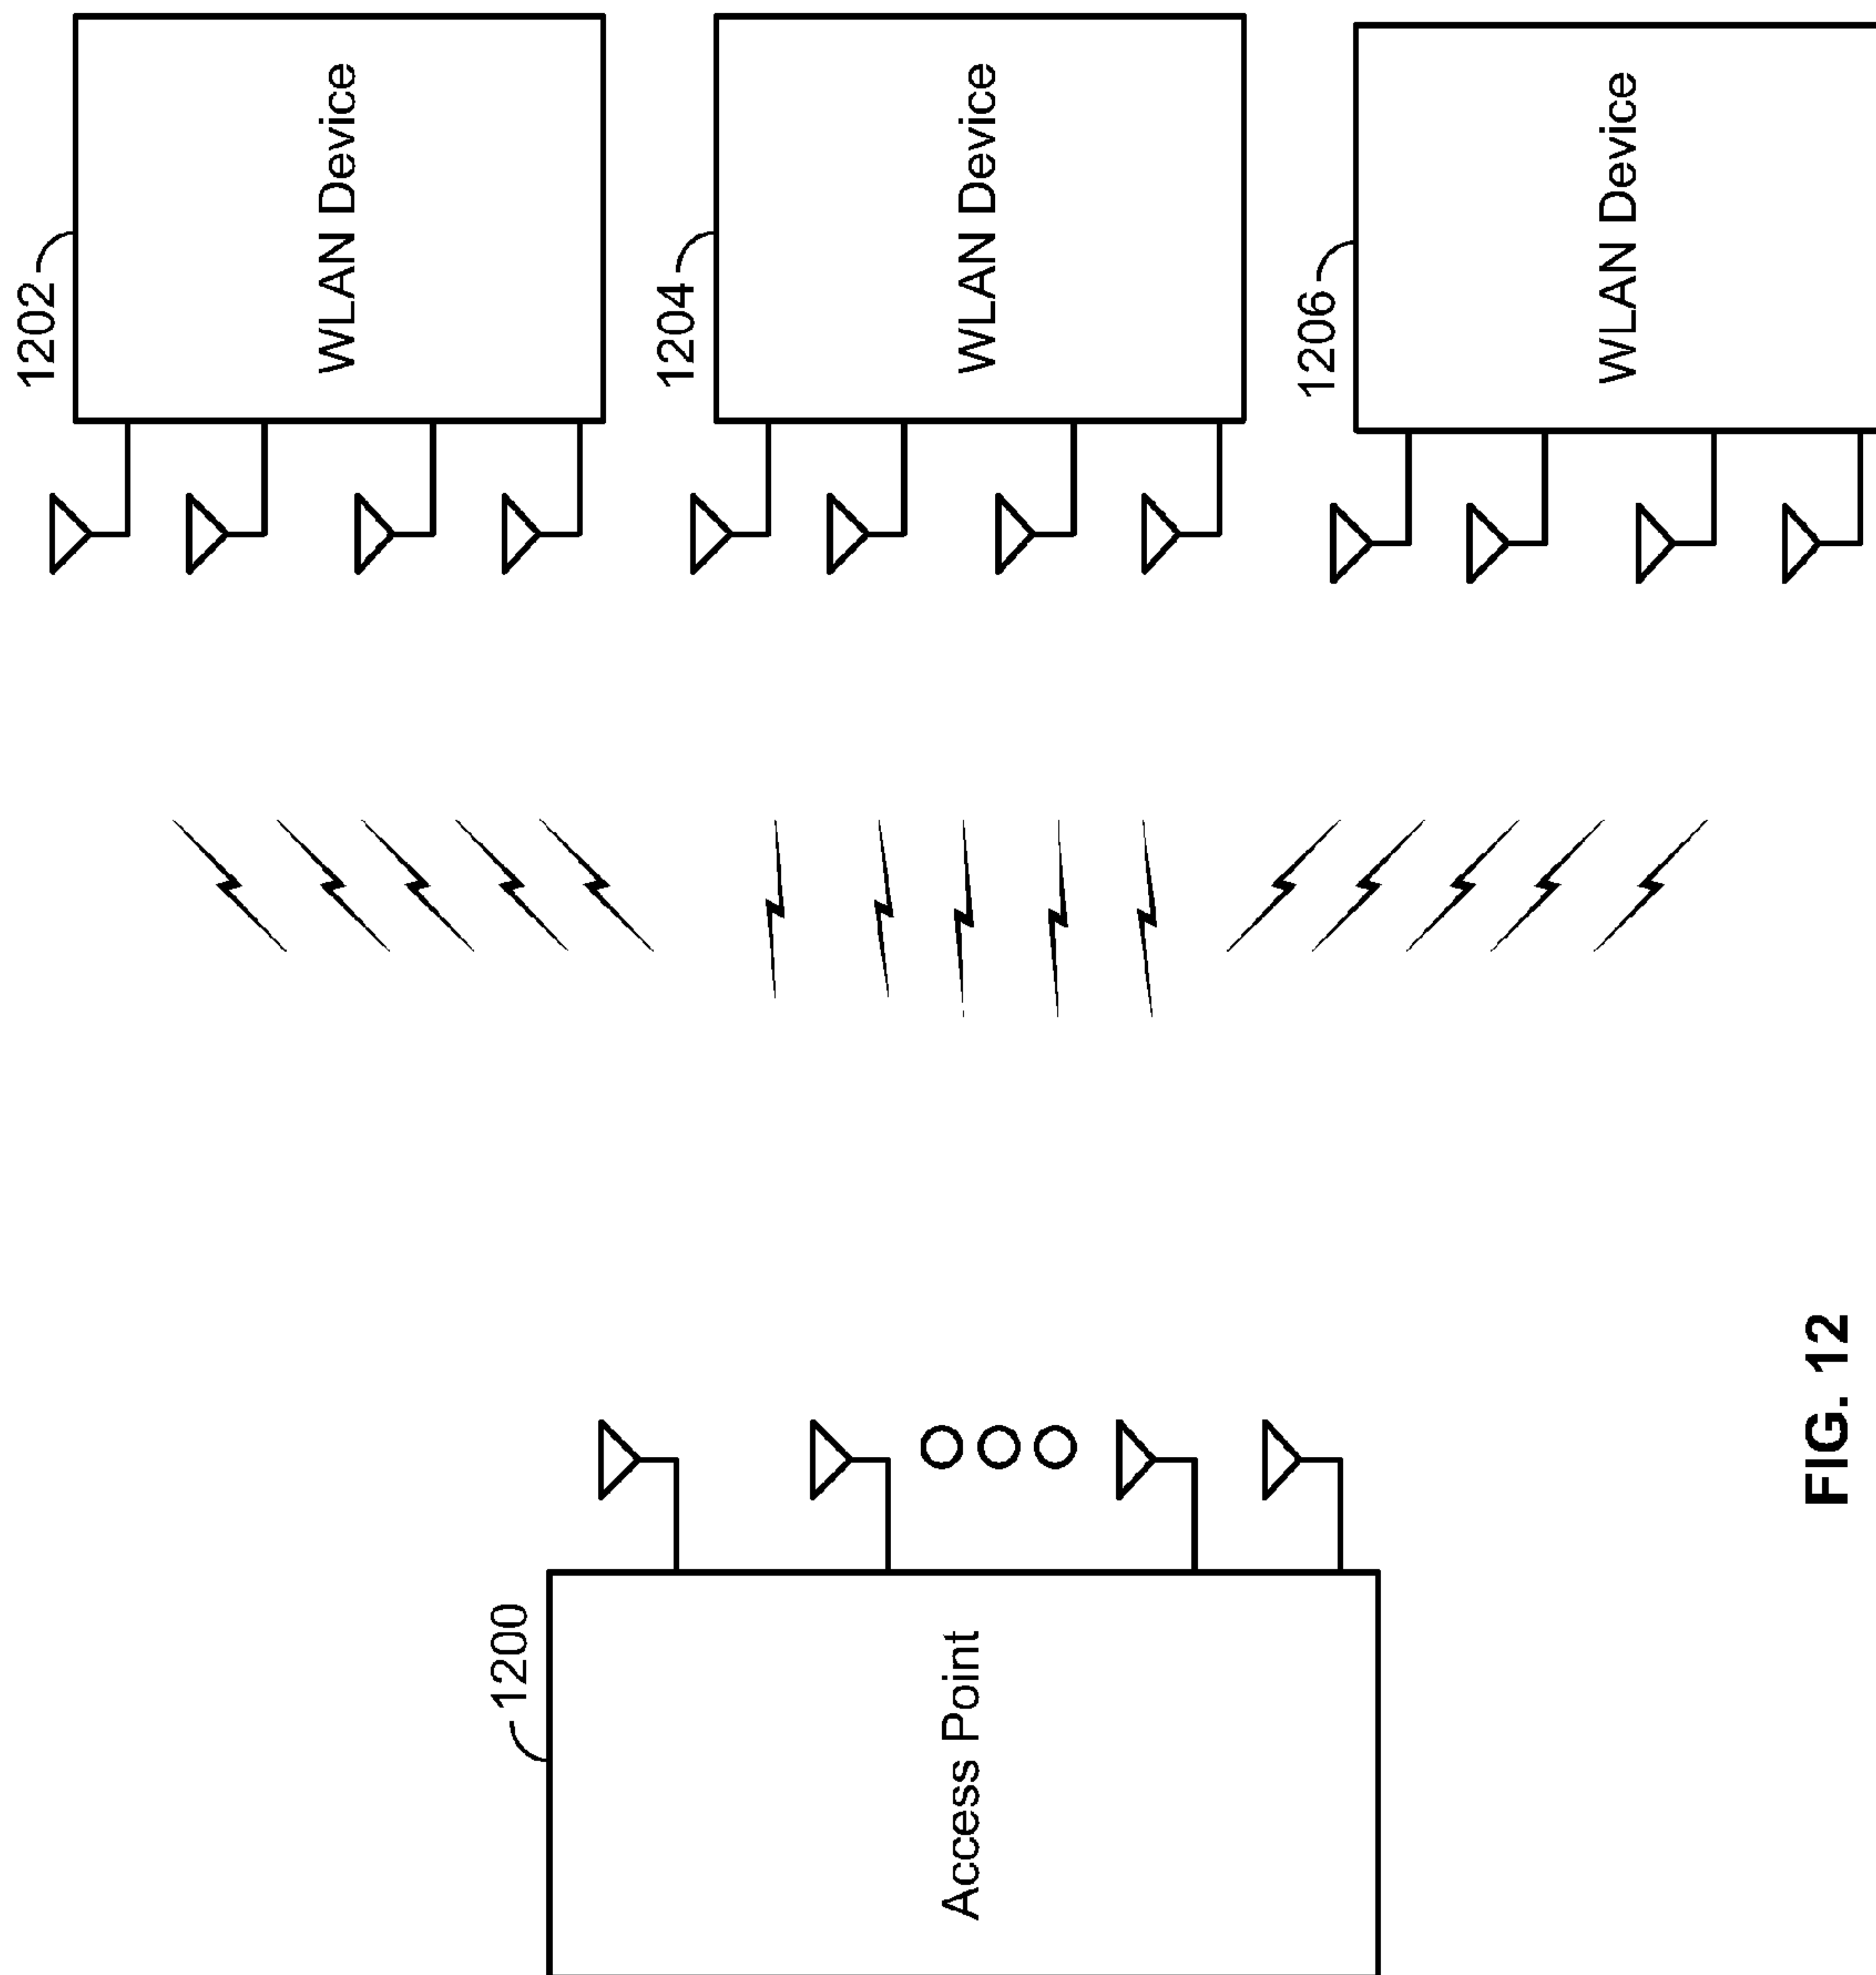 1202
WLAN Device
1204
WLAN Device
1206
WLAN Device
1200
Access Point
FIG. 12